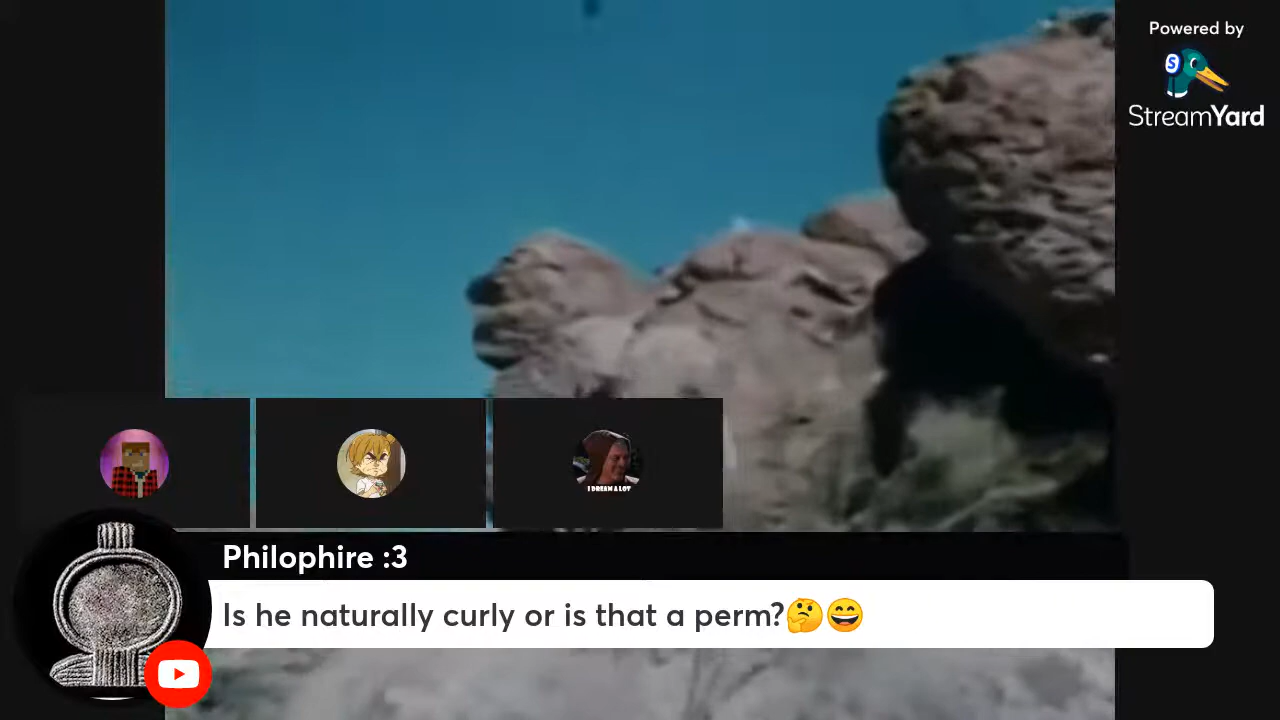 Powered by
StreamYard
I DREAM A LOT
Philophire :3
Is he naturally curly or is that a perm?🤔😄